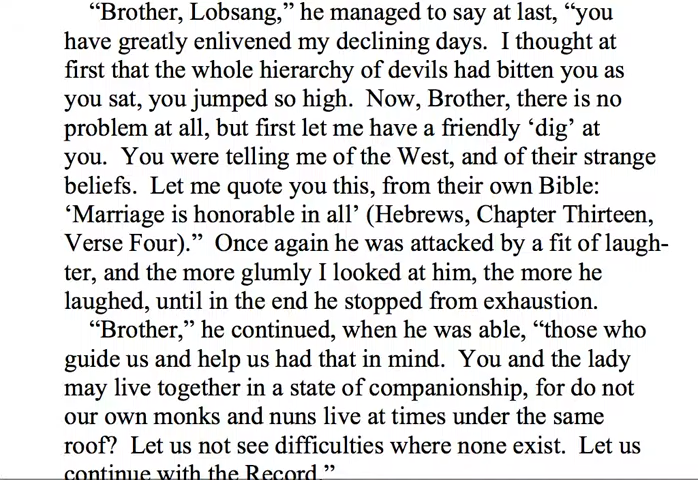 “Brother, Lobsang,” he managed to say at last, “you
have greatly enlivened my declining days.  I thought at
first that the whole hierarchy of devils had bitten you as
you sat, you jumped so high.  Now, Brother, there is no
problem at all, but first let me have a friendly ‘dig’ at
you.  You were telling me of the West, and of their strange
beliefs.  Let me quote you this, from their own Bible:
‘Marriage is honorable in all’ (Hebrews, Chapter Thirteen,
Verse Four).”  Once again he was attacked by a fit of laugh-
ter, and the more glumly I looked at him, the more he
laughed, until in the end he stopped from exhaustion.
“Brother,” he continued, when he was able, “those who
guide us and help us had that in mind.  You and the lady
may live together in a state of companionship, for do not
our own monks and nuns live at times under the same
roof?  Let us not see difficulties where none exist.  Let us
continue with the Record.”